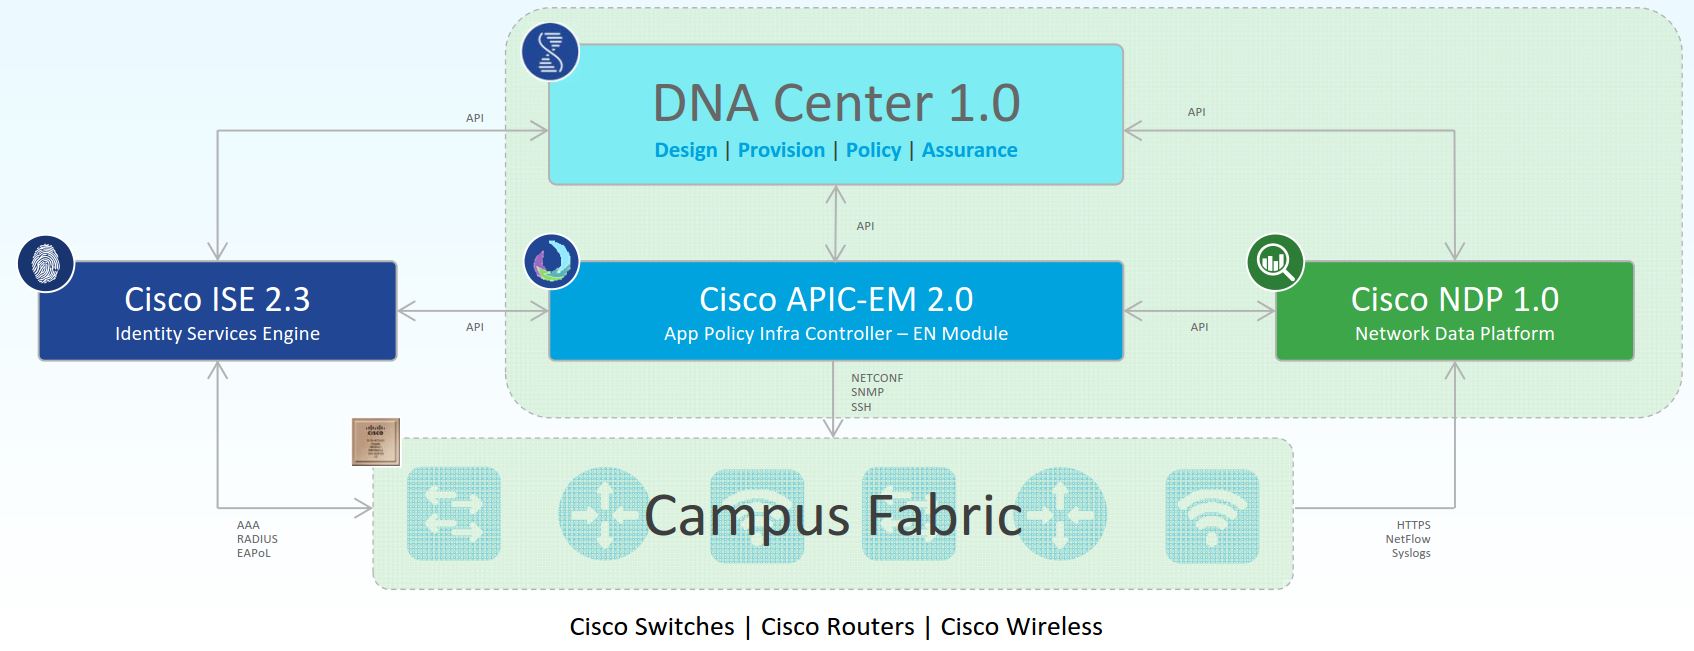 DNA Center 1.0
Design | Provision | Policy | Assurance
API
API
API
Cisco ISE 2.3
Identity Services Engine
API
Cisco APIC-EM 2.0
App Policy Infra Controller – EN Module
API
Cisco NDP 1.0
Network Data Platform
NETCONF
SNMP
SSH
CISCO
Campus Fabric
AAA
RADIUS
EAPoL
HTTPS
NetFlow
Syslogs
Cisco Switches | Cisco Routers | Cisco Wireless